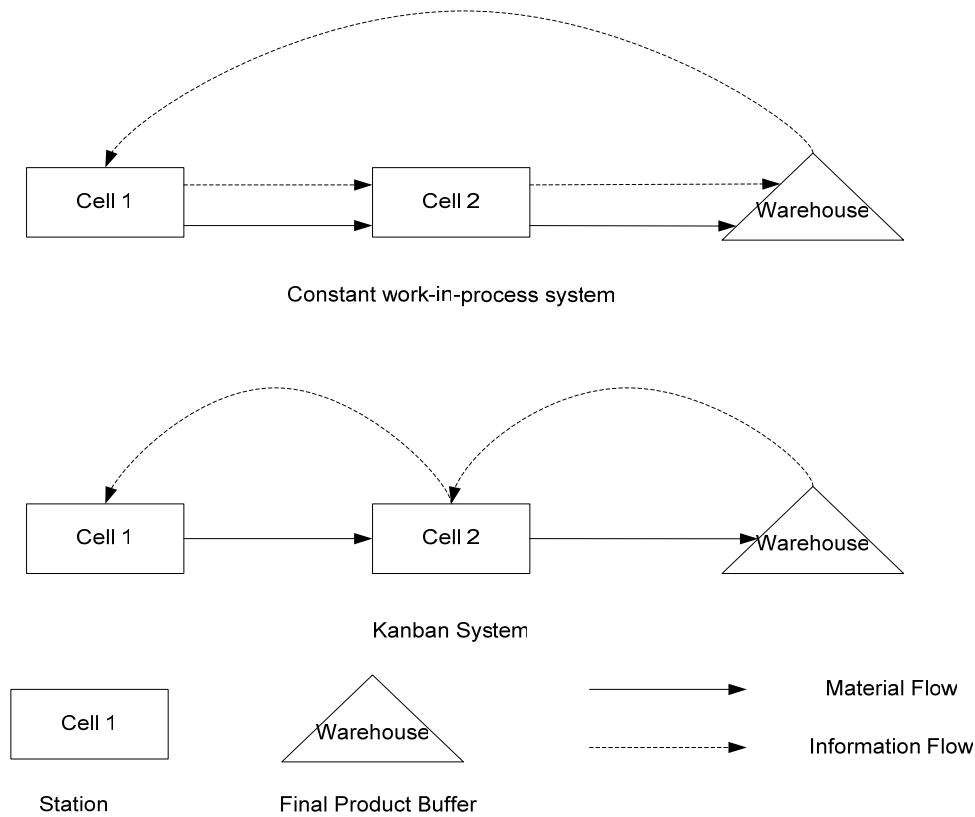 Cell 1
Cell 2
Warehouse
Constant work-in-process system
Cell 1
Cell 2
Warehouse
Kanban System
Cell 1
Warehouse
Material Flow
Information Flow
Station
Final Product Buffer